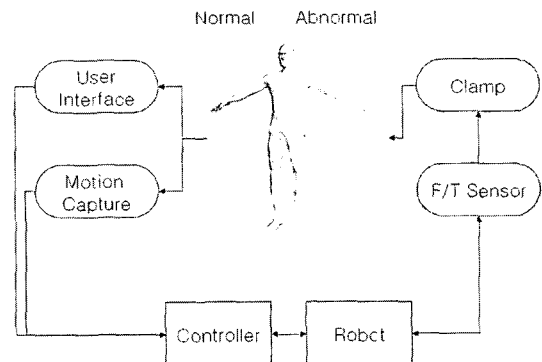 Normal Abnormal
User
Interface
Clamp
Motion
Capture
F/T Sensor
Controller
Robot